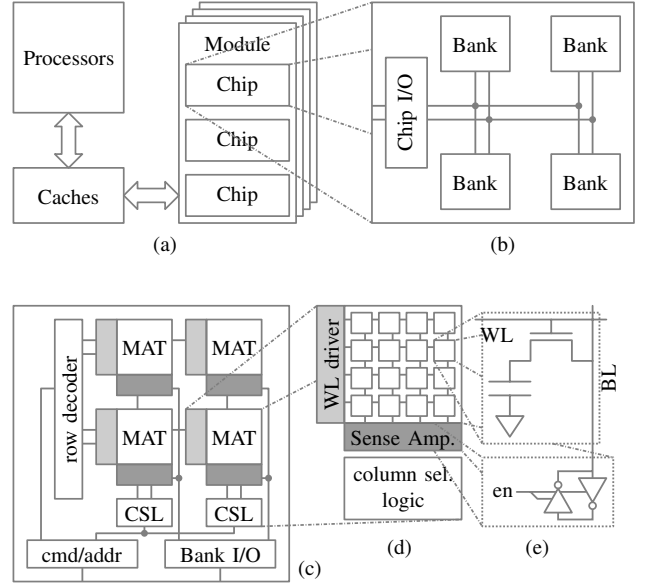 Processors
Caches
Module
Chip
Chip
Chip
(a)
Chip I/O
Bank
Bank
Bank
Bank
(b)
row decoder
MAT
MAT
MAT
MAT
CSL
CSL
cmd/addr
Bank I/O
(c)
WL driver
Sense Amp.
column sel.
logic
(d)
WL
BL
en
(e)